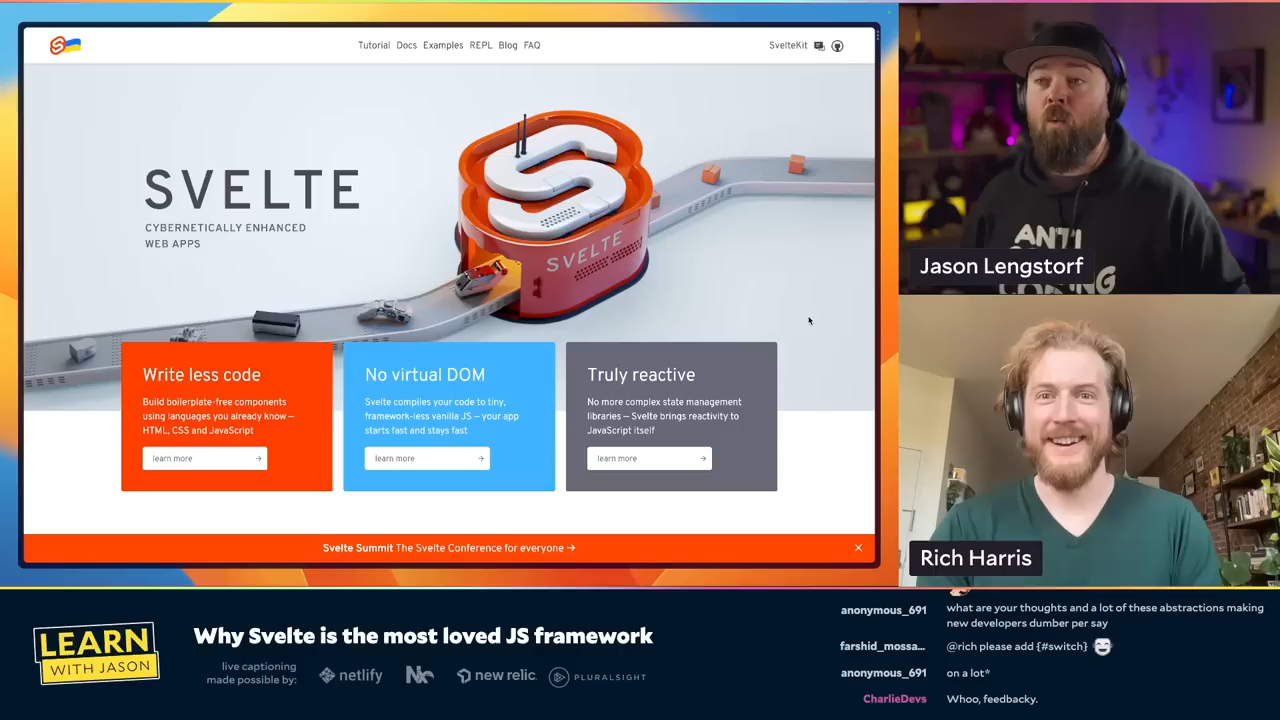 Tutorial Docs Examples REPL Blog FAQ
SvelteKit
SVELTE
CYBERNETICALLY ENHANCED
WEB APPS
SVELTE
Write less code
Build boilerplate-free components
using languages you already know —
HTML, CSS and JavaScript
learn more →
No virtual DOM
Svelte compiles your code to tiny,
framework-less vanilla JS — your app
starts fast and stays fast
learn more →
Truly reactive
No more complex state management
libraries — Svelte brings reactivity to
JavaScript itself
learn more →
Svelte Summit The Svelte Conference for everyone →
ANTI
Jason Lengstorf
Rich Harris
LEARN
WITH JASON
Why Svelte is the most loved JS framework
live captioning
made possible by:
netlify
new relic.
PLURALSIGHT
anonymous_691 what are your thoughts and a lot of these abstractions making
new developers dumber per say
farshid_mossa... @rich please add {#switch}
anonymous_691 on a lot*
CharlieDevs Whoo, feedbacky.